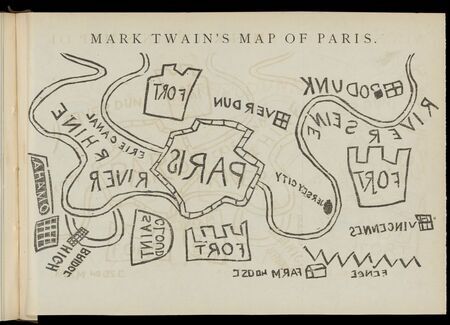 MARK TWAIN'S MAP OF PARIS.
FORT
PODUNK
VERDUN
RIVER SEINE
ERIE CANAL
RIVER RHINE
PARIS
FORT
JERSEY CITY
OMAHA
SAINT
CLOUD
FORT
VINCENNES
HIGH
BRIDGE
FARM HOUSE
FENCE